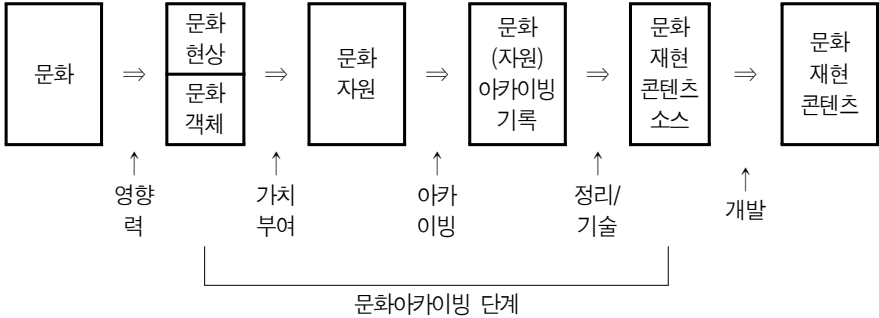 문화
문화
현상
문화
객체
문화
자원
문화
(자원)
아카이빙
기록
문화
재현
콘텐츠
소스
문화
재현
콘텐츠
영향
력
가치
부여
아카
이빙
정리/
기술
개발
문화아카이빙 단계